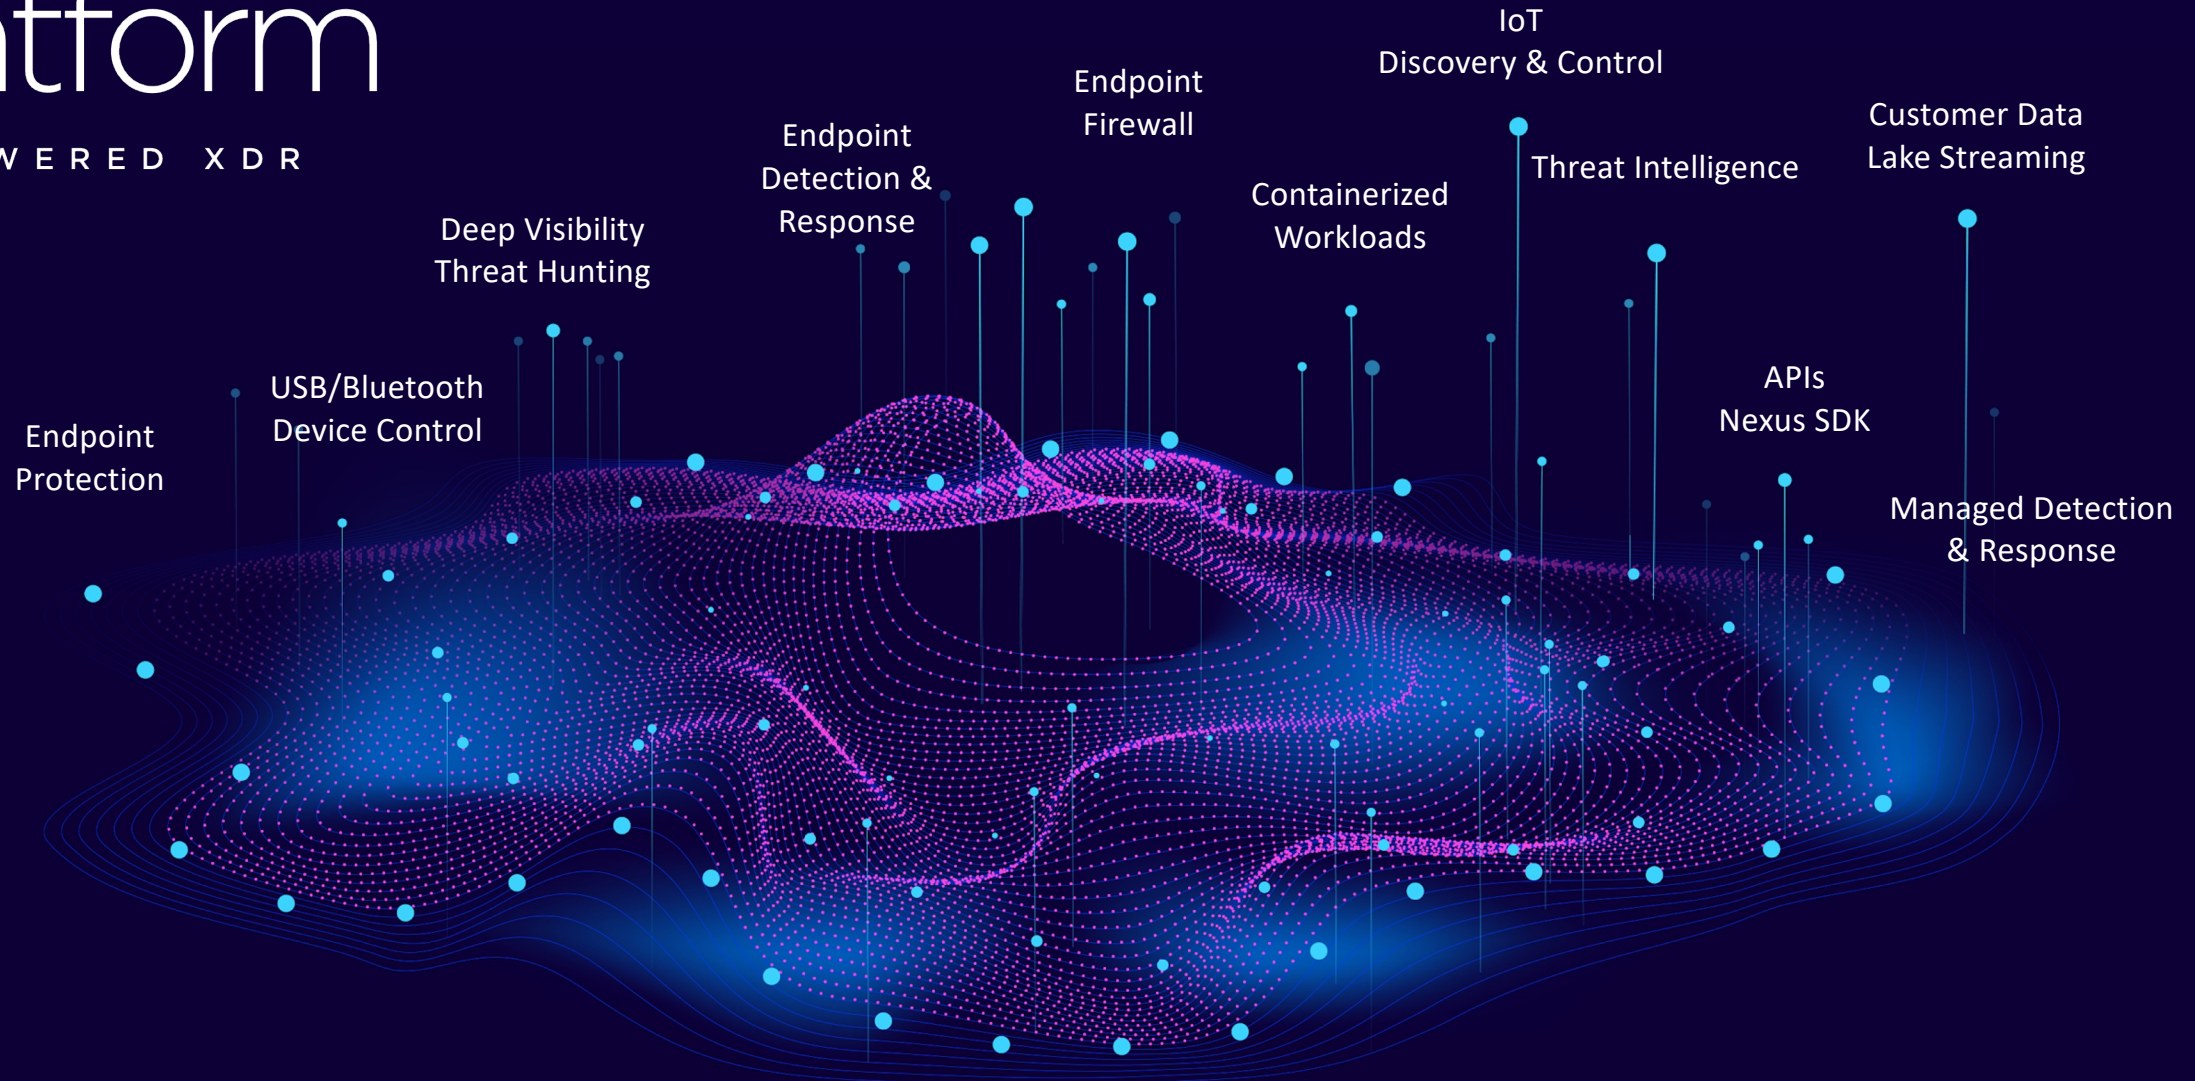 atform
WERED XDR
IoT
Discovery & Control
Endpoint
Firewall
Endpoint
Detection &
Response
Customer Data
Lake Streaming
Threat Intelligence
Containerized
Workloads
Deep Visibility
Threat Hunting
USB/Bluetooth
Device Control
Endpoint
Protection
APIs
Nexus SDK
Managed Detection
& Response